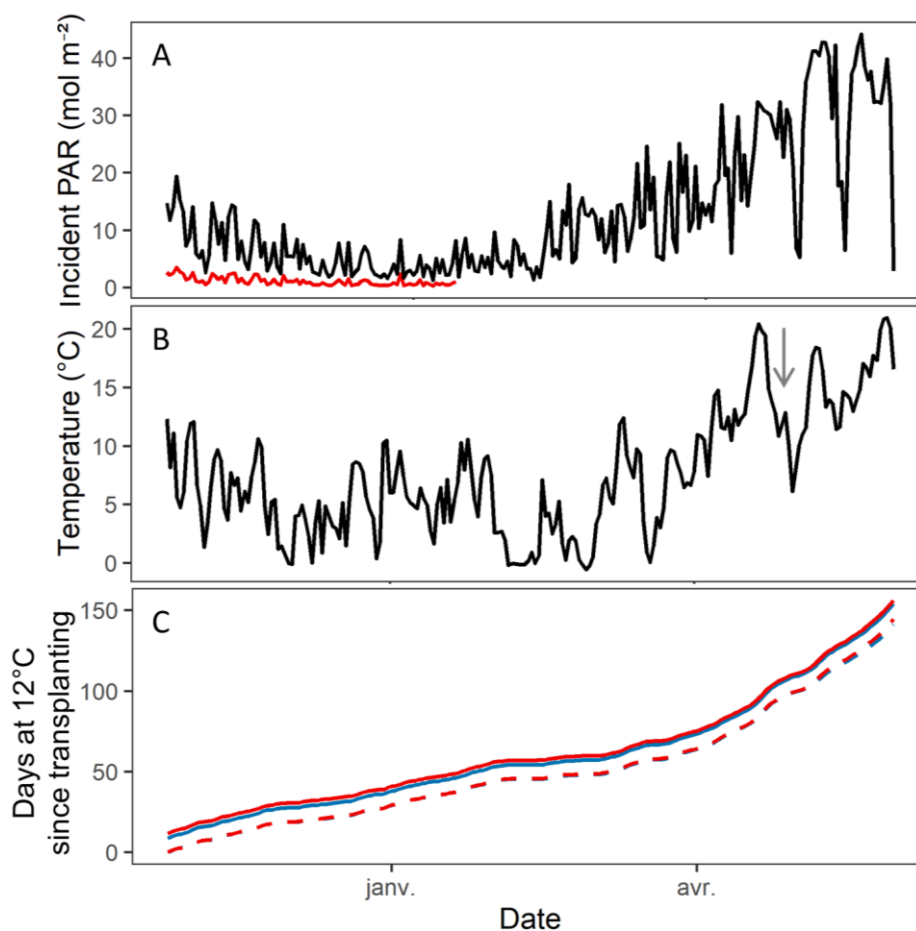 A
Incident PAR (mol m⁻²)
40
30
20
10
0
B
Temperature (°C)
20
15
10
5
0
C
Days at 12°C
since transplanting
150
100
50
0
janv.
avr.
Date